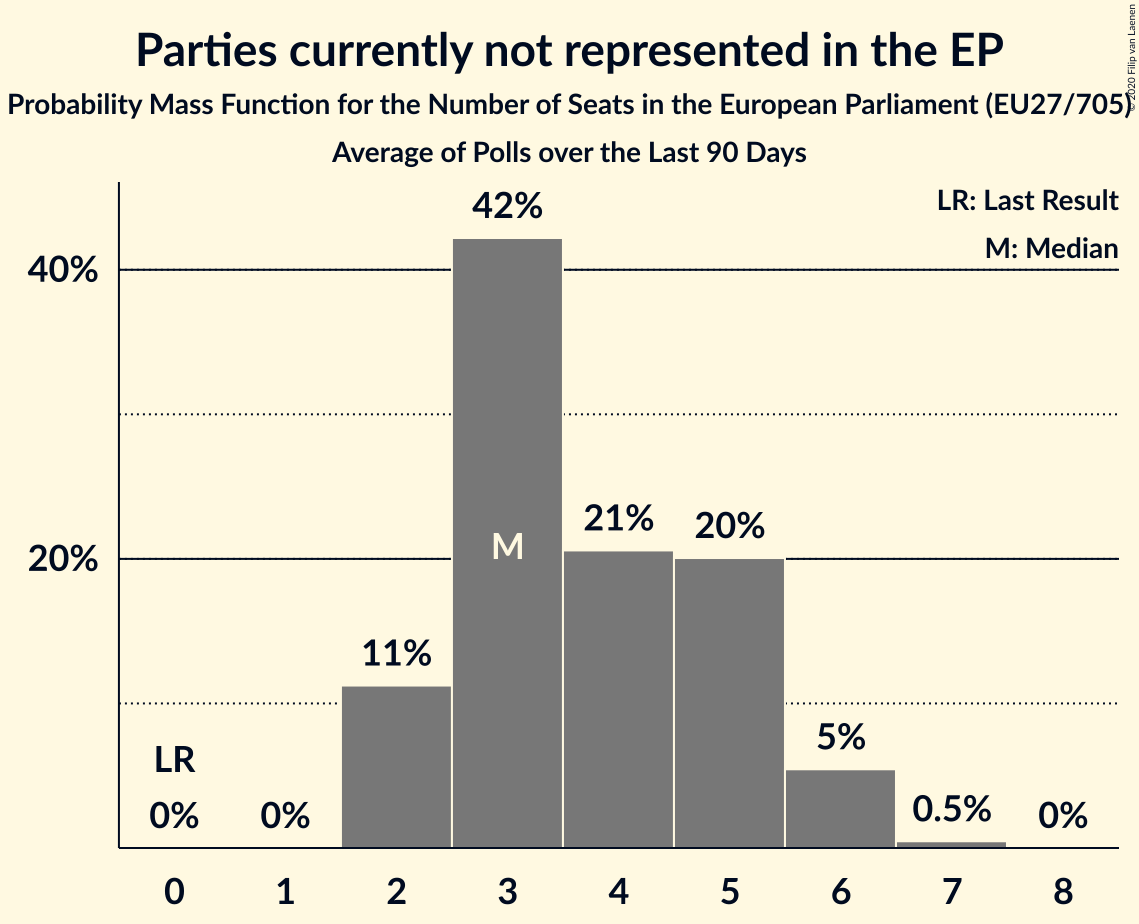 Parties currently not represented in the EP
Probability Mass Function for the Number of Seats in the European Parliament (EU27/705)
Average of Polls over the Last 90 Days
© 2020 Filip van Laenen
LR: Last Result
M: Median
40%
20%
42%
M
21%
20%
11%
5%
LR
0%
0%
0.5%
0%
0 1 2 3 4 5 6 7 8